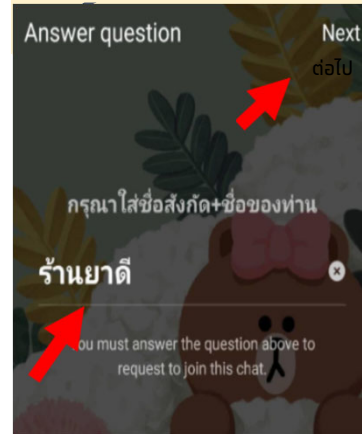 Answer question
Next
ต่อไป
กรุณาใส่ชื่อสังกัด+ชื่อของท่าน
ร้านยาดี
ou must answer the question above to
request to join this chat.